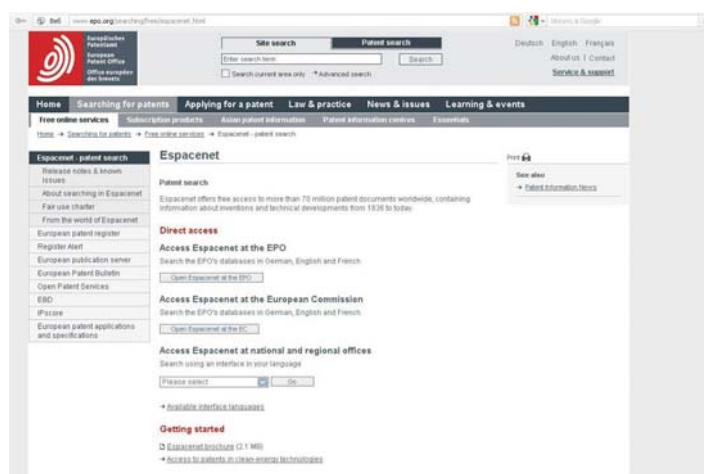 Веб www.epo.org/searching/free/espacenet.html
Europäisches
Patentamt
European
Patent Office
Office européen
des brevets
Site search Patent search
Enter search term Search
Search current area only Advanced search
Deutsch English Français
About us | Contact
Service & support
Home Searching for patents Applying for a patent Law & practice News & issues Learning & events
Free online services Subscription products Asian patent information Patent information centres Essentials
Home → Searching for patents → Free online services → Espacenet - patent search
Espacenet - patent search
Release notes & known
issues
About searching in Espacenet
Fair use charter
From the world of Espacenet
European patent register
Register Alert
European publication server
European Patent Bulletin
Open Patent Services
EBD
IPscore
European patent applications
and specifications
Espacenet
Patent search
Espacenet offers free access to more than 70 million patent documents worldwide, containing
information about inventions and technical developments from 1836 to today.
Direct access
Access Espacenet at the EPO
Search the EPO's databases in German, English and French
Open Espacenet at the EPO
Access Espacenet at the European Commission
Search the EPO's databases in German, English and French
Open Espacenet at the EC
Access Espacenet at national and regional offices
Search using an interface in your language
Please select Go
→ Available interface languages
Getting started
Espacenet brochure (2.1 MB)
→ Access to patents in clean-energy technologies
Print
See also
→ Patent Information News